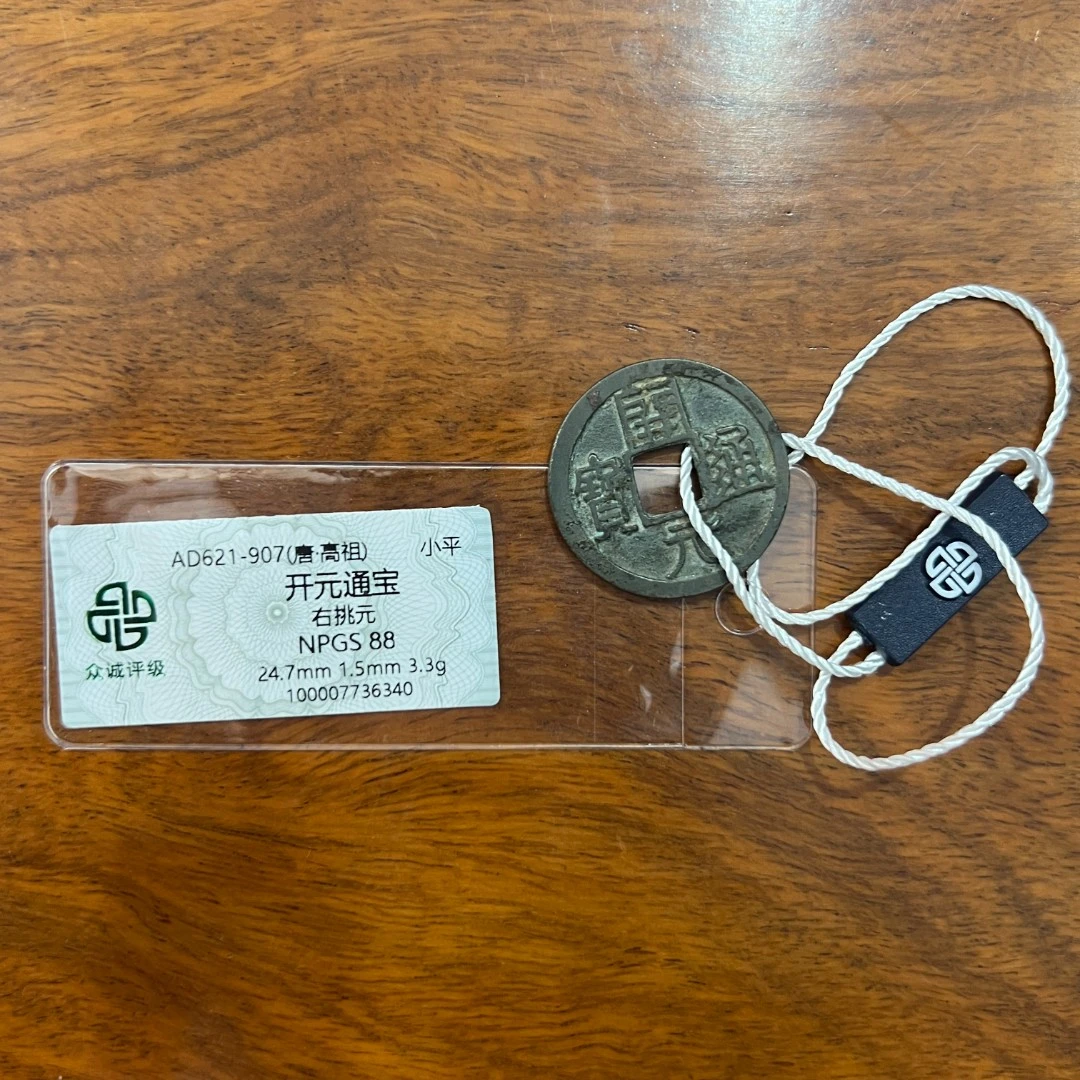 AD621-907(唐·高祖) 小平
开元通宝
右挑元
NPGS 88
24.7mm 1.5mm 3.3g
100007736340
众诚评级
開元通寶